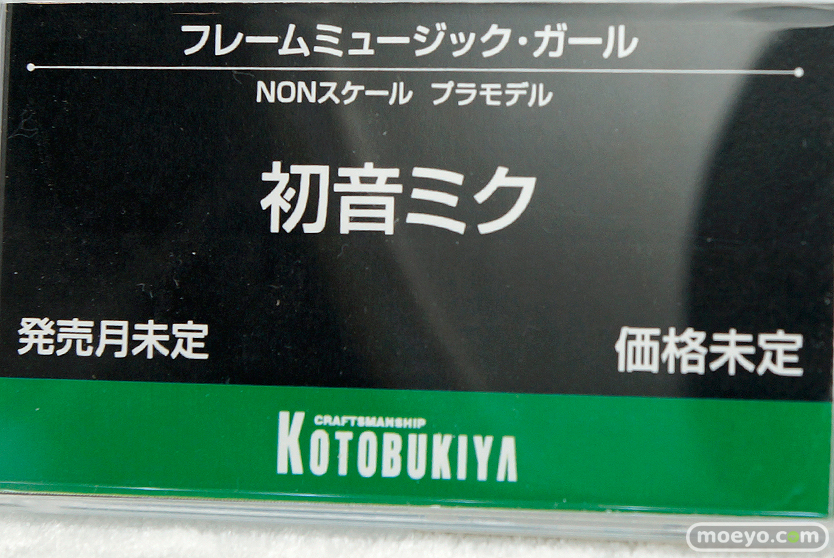 フレームミュージック・ガール
NONスケール プラモデル
初音ミク
発売月未定
価格未定
CRAFTSMANSHIP
KOTOBUKIYA
moeyo.com